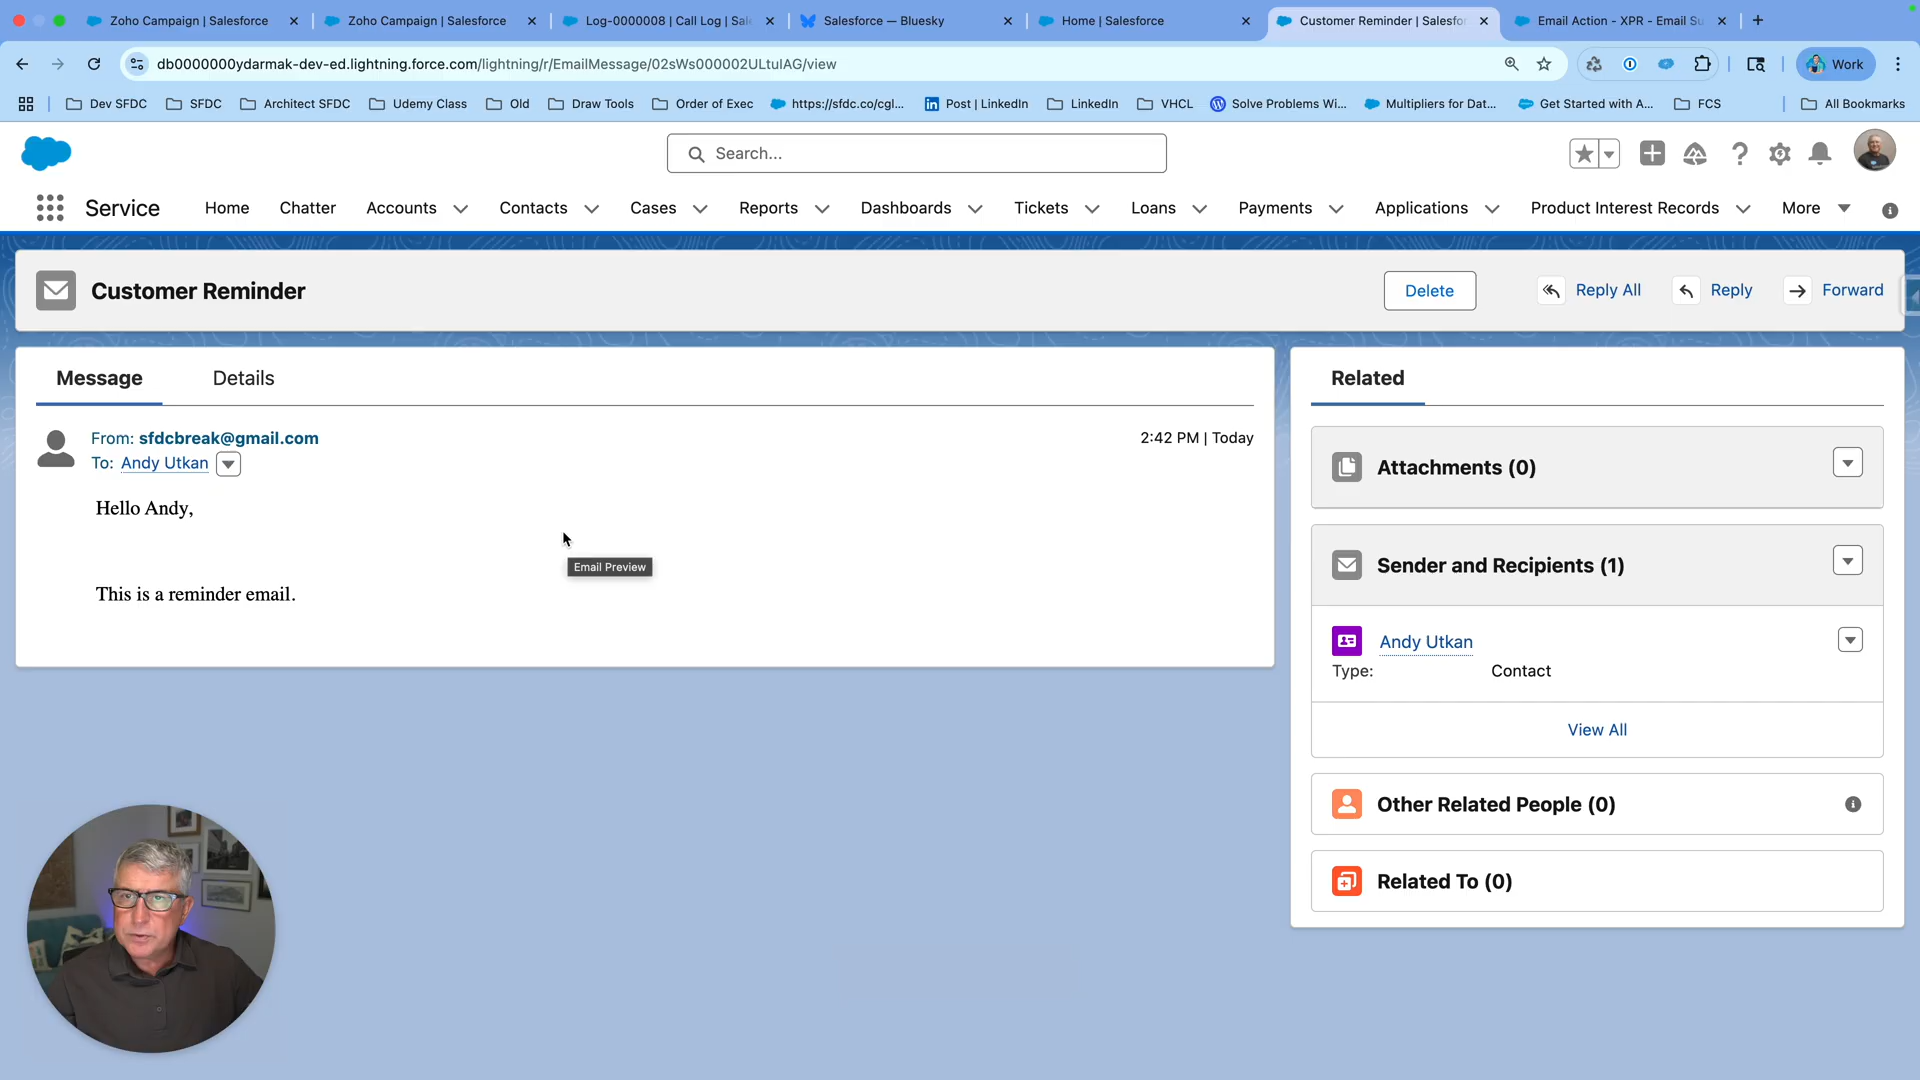 Zoho Campaign | Salesforce
Zoho Campaign | Salesforce
Log-0000008 | Call Log | Sale
Salesforce — Bluesky
Home | Salesforce
Customer Reminder | Salesfor
Email Action - XPR - Email Su
db0000000ydarmak-dev-ed.lightning.force.com/lightning/r/EmailMessage/02sWs000002ULtuIAG/view
Work
Dev SFDC
SFDC
Architect SFDC
Udemy Class
Old
Draw Tools
Order of Exec
https://sfdc.co/cgl...
Post | LinkedIn
LinkedIn
VHCL
Solve Problems Wi...
Multipliers for Dat...
Get Started with A...
FCS
All Bookmarks
Search...
Service
Home
Chatter
Accounts
Contacts
Cases
Reports
Dashboards
Tickets
Loans
Payments
Applications
Product Interest Records
More
Customer Reminder
Delete
Reply All
Reply
Forward
Message
Details
From: sfdcbreak@gmail.com
2:42 PM | Today
To: Andy Utkan
Hello Andy,
Email Preview
This is a reminder email.
Related
Attachments (0)
Sender and Recipients (1)
Andy Utkan
Type:
Contact
View All
Other Related People (0)
Related To (0)